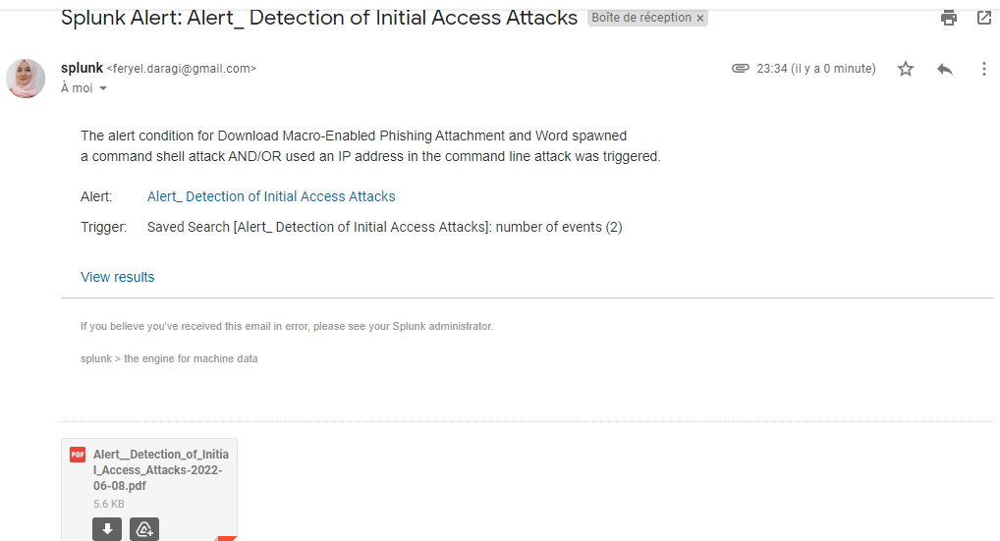 Splunk Alert: Alert_ Detection of Initial Access Attacks Boîte de réception ×
splunk <feryel.daragi@gmail.com> 23:34 (il y a 0 minute)
À moi
The alert condition for Download Macro-Enabled Phishing Attachment and Word spawned
a command shell attack AND/OR used an IP address in the command line attack was triggered.
Alert: Alert_ Detection of Initial Access Attacks
Trigger: Saved Search [Alert_ Detection of Initial Access Attacks]: number of events (2)
View results
If you believe you've received this email in error, please see your Splunk administrator.
splunk > the engine for machine data
PDF Alert__Detection_of_Initia
l_Access_Attacks-2022-
06-08.pdf
5.6 KB